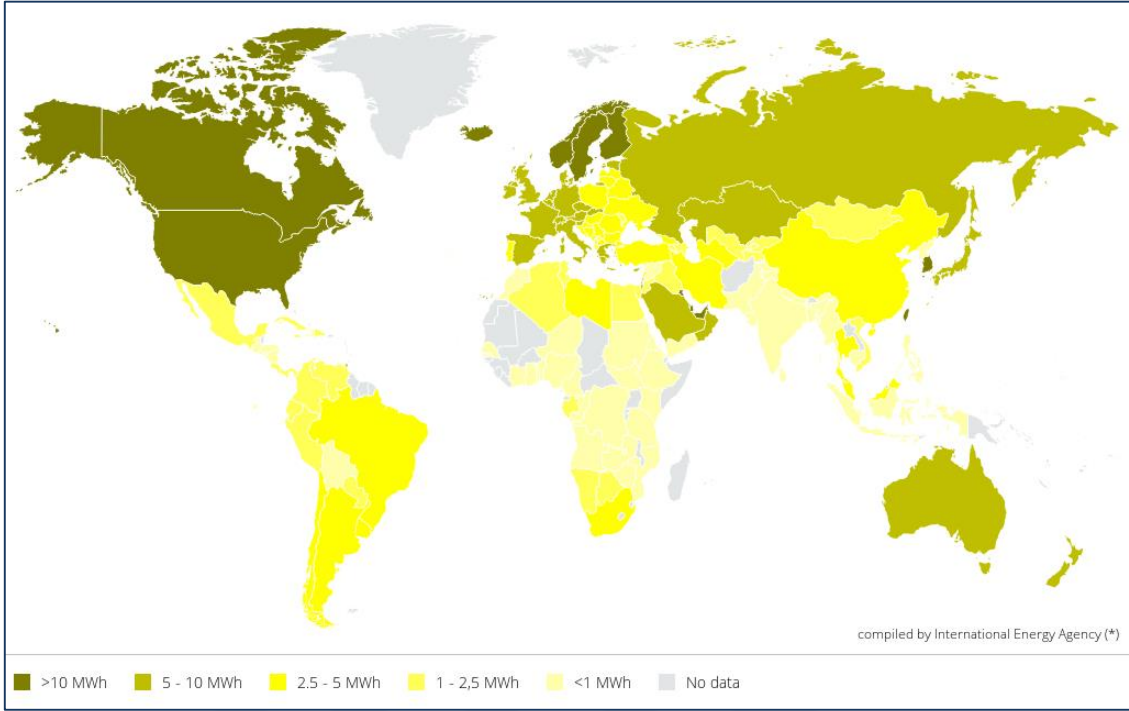 compiled by International Energy Agency (*)
>10 MWh 5 - 10 MWh 2.5 - 5 MWh 1 - 2,5 MWh <1 MWh No data